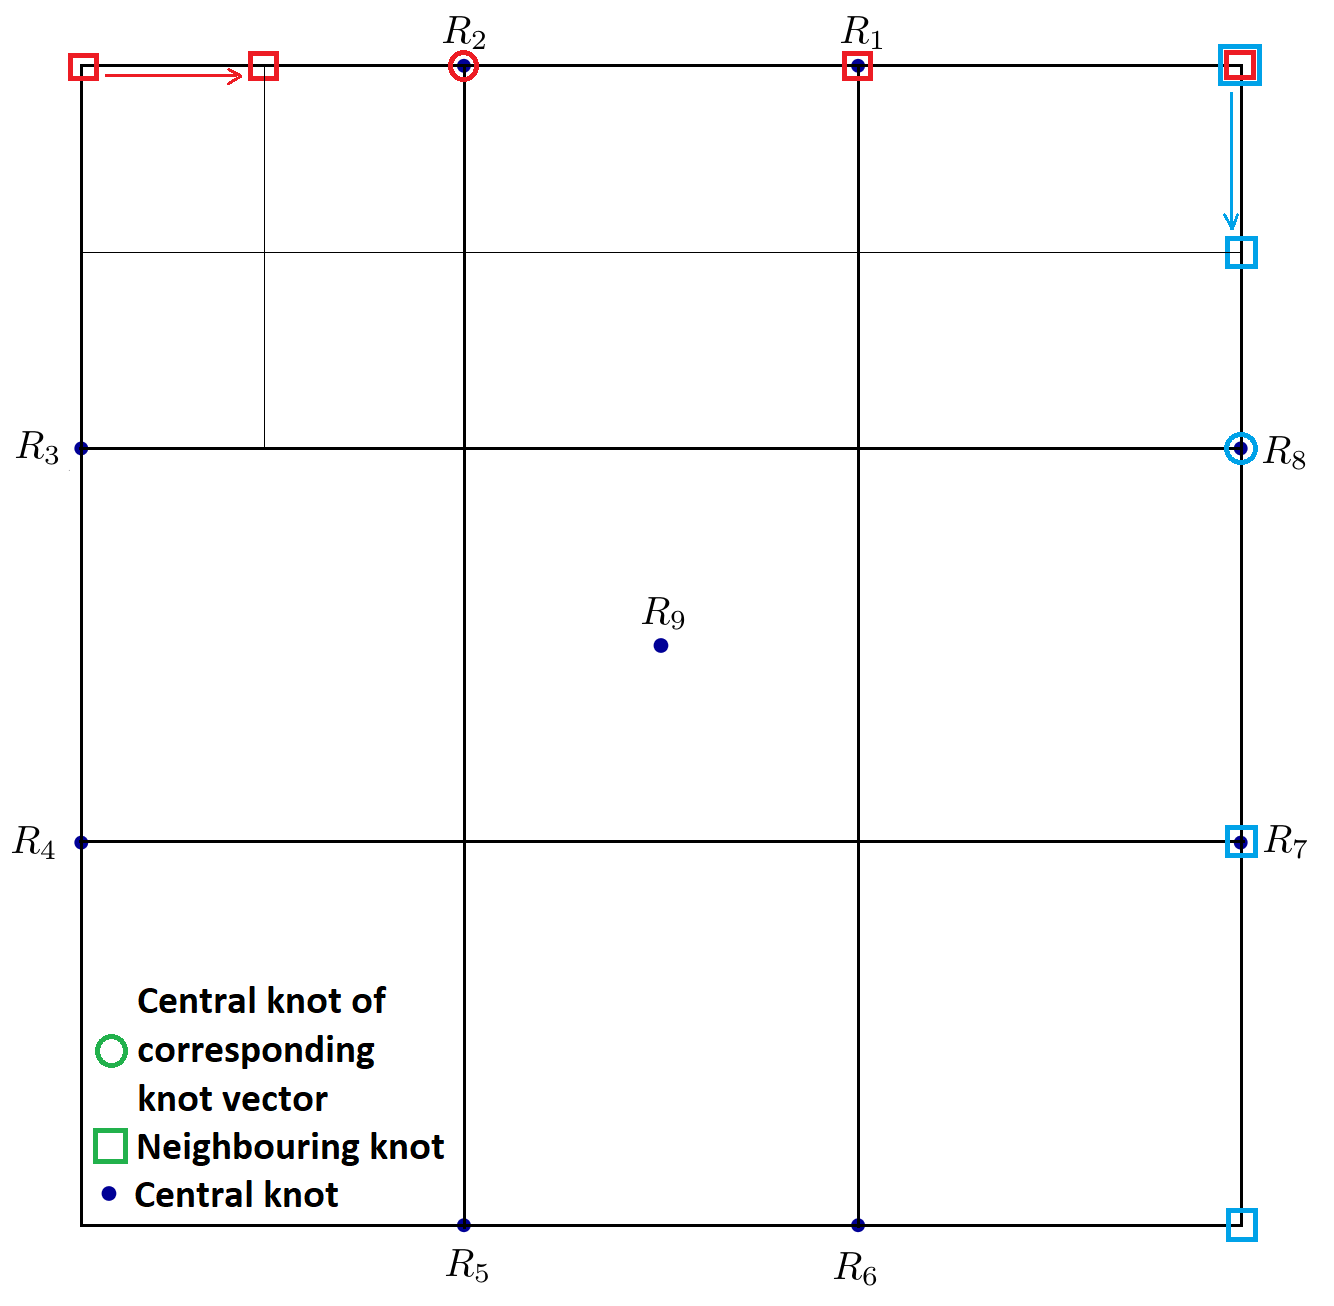 R₂
R₁
R₃
R₈
R₉
R₄
R₇
Central knot of
corresponding
knot vector
Neighbouring knot
Central knot
R₅
R₆